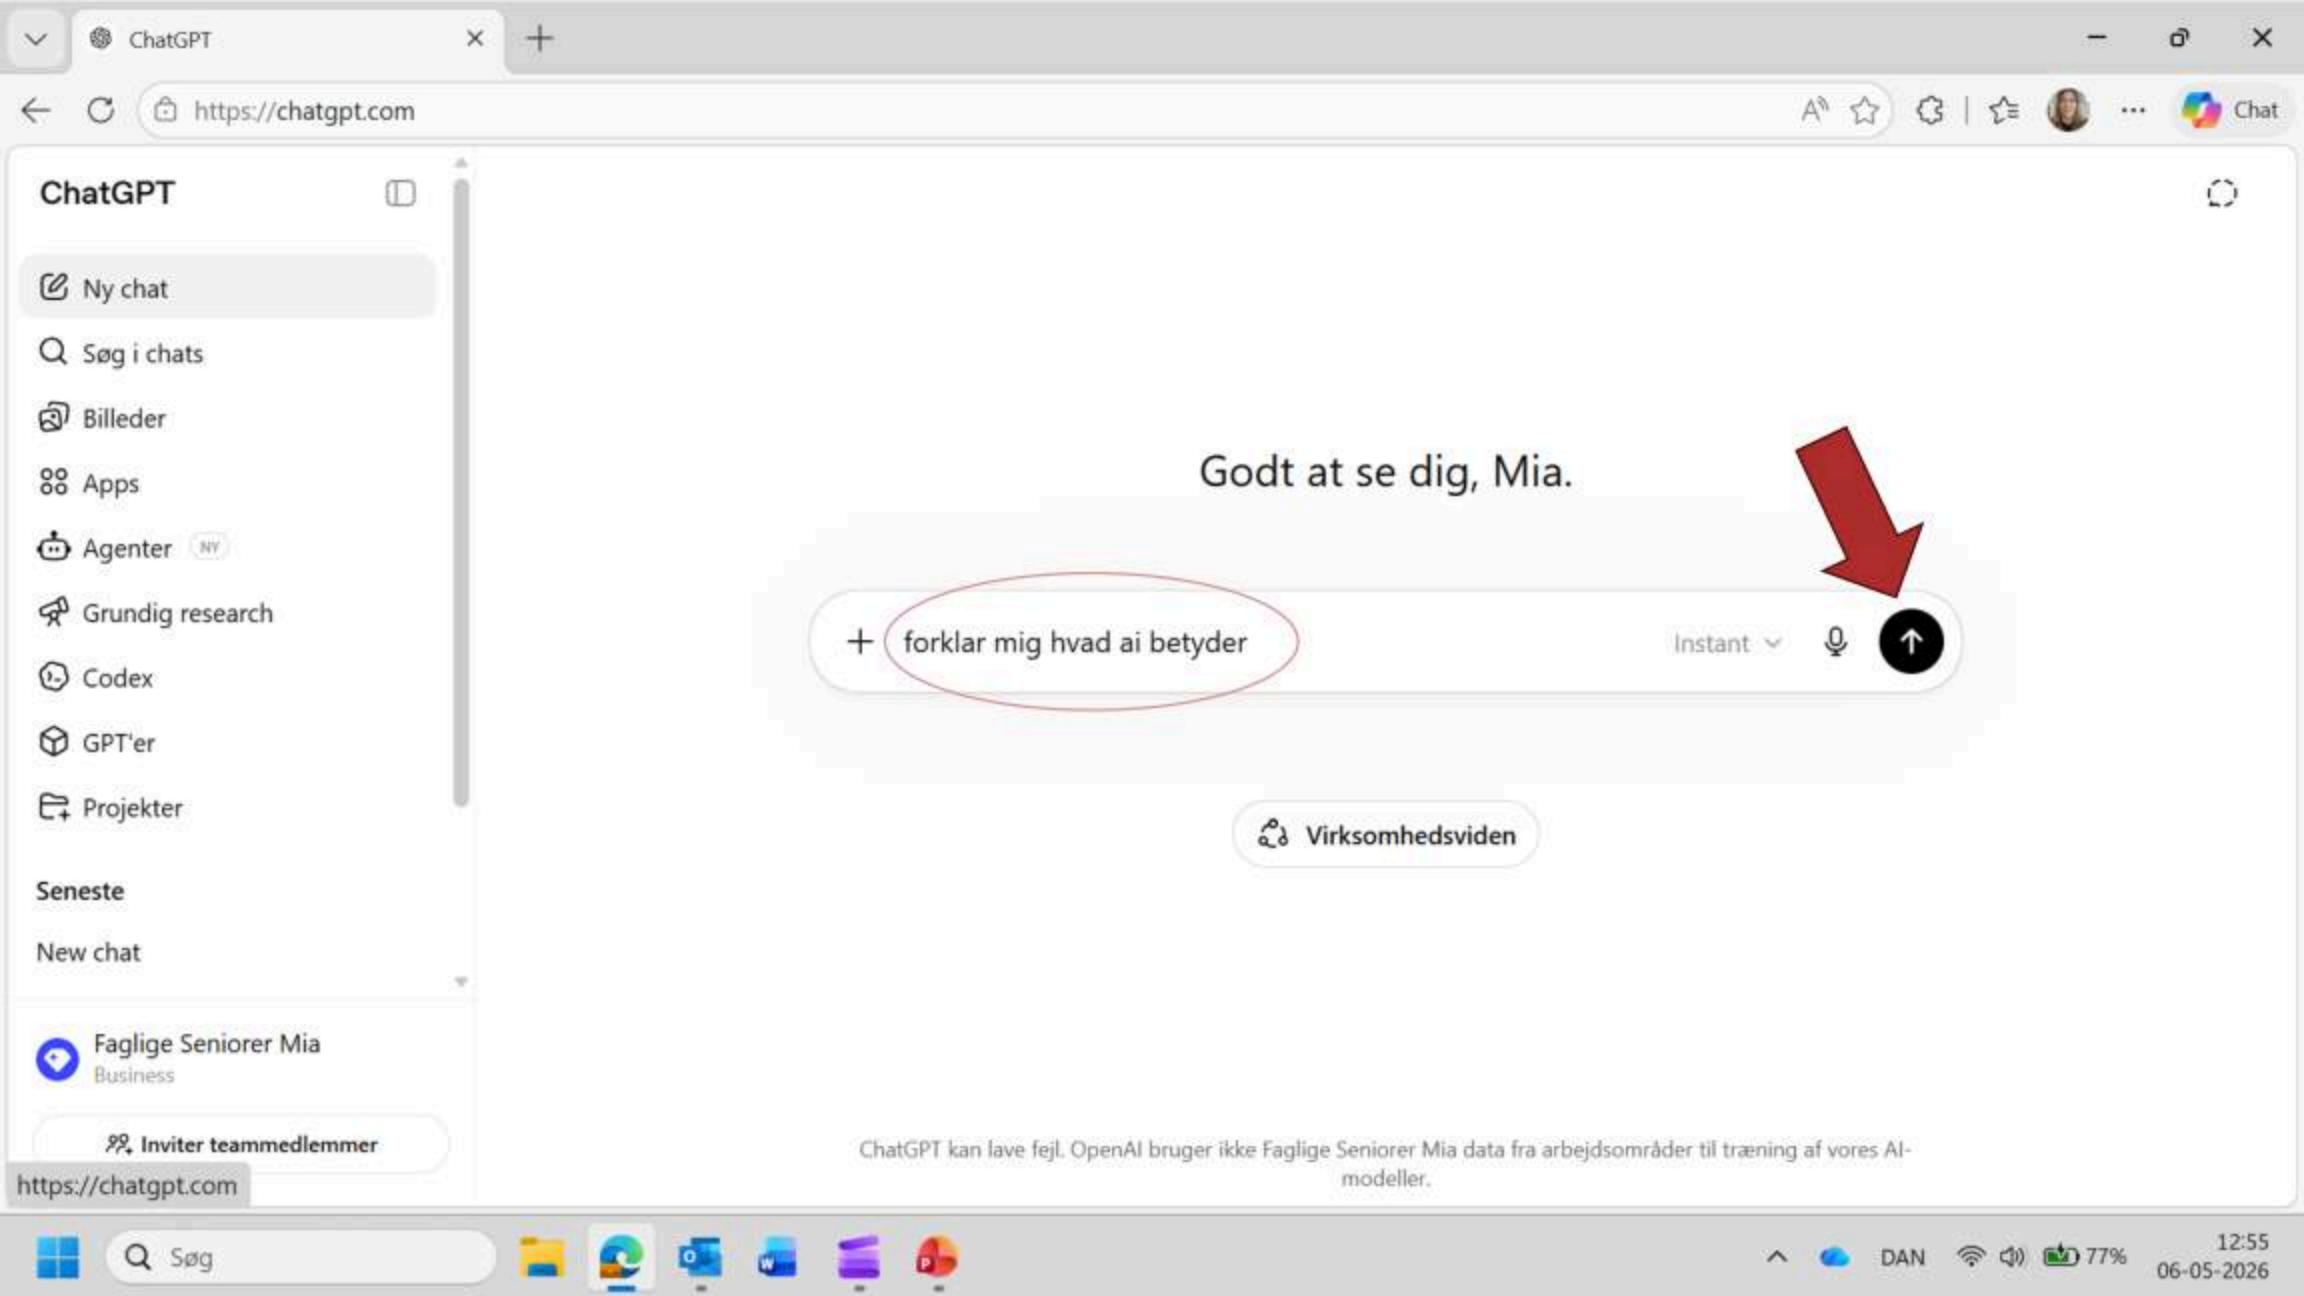 ChatGPT
https://chatgpt.com
Chat
ChatGPT
Ny chat
Søg i chats
Billeder
Apps
Agenter NY
Grundig research
Codex
GPT'er
Projekter
Seneste
New chat
Faglige Seniorer Mia
Business
Inviter teammedlemmer
https://chatgpt.com
Godt at se dig, Mia.
forklar mig hvad ai betyder
Instant
Virksomhedsviden
ChatGPT kan lave fejl. OpenAI bruger ikke Faglige Seniorer Mia data fra arbejdsområder til træning af vores AI-
modeller.
Søg
DAN
77%
12:55
06-05-2026